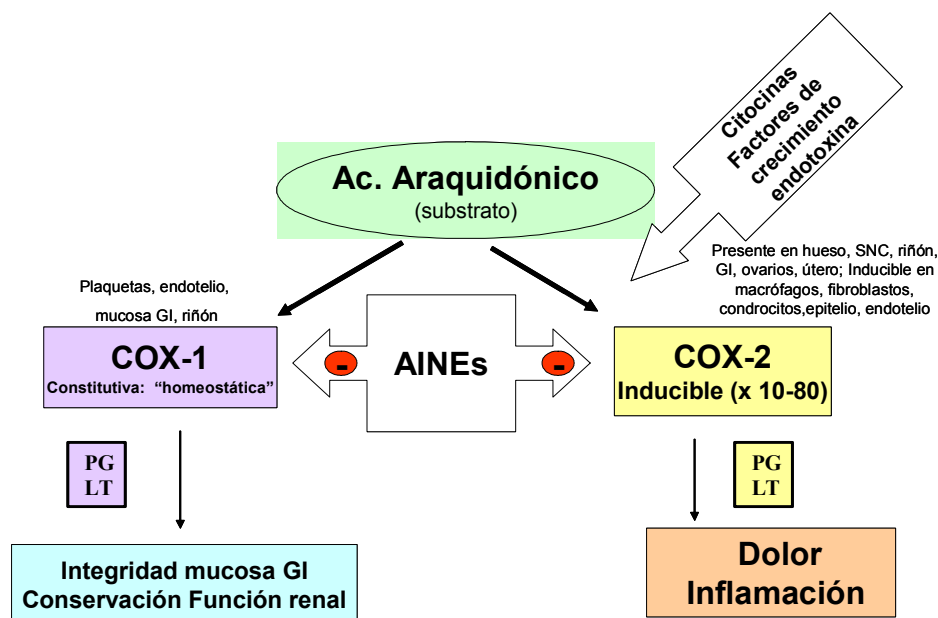 Citocinas
Factores de
crecimiento
endotoxina
Ac. Araquidónico
(substrato)
Presente en hueso, SNC, riñón,
GI, ovarios, útero; Inducible en
macrófagos, fibroblastos,
condrocitos,epitelio, endotelio
Plaquetas, endotelio,
mucosa GI, riñón
COX-1
Constitutiva: “homeostática”
-
AINEs
-
COX-2
Inducible (x 10-80)
PG
LT
PG
LT
Integridad mucosa GI
Conservación Función renal
Dolor
Inflamación